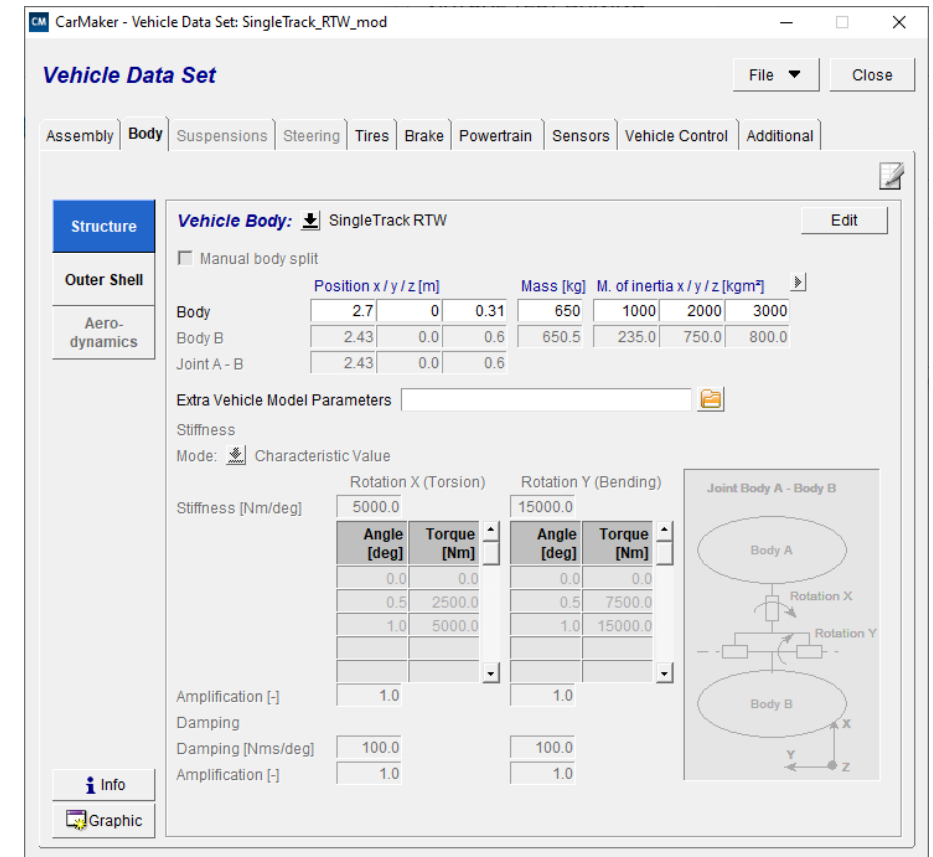 CM CarMaker - Vehicle Data Set: SingleTrack_RTW_mod
Vehicle Data Set
File
Close
Assembly Body Suspensions Steering Tires Brake Powertrain Sensors Vehicle Control Additional
Structure
Outer Shell
Aero-
dynamics
Vehicle Body: SingleTrack RTW
Edit
Manual body split
Position x / y / z [m] Mass [kg] M. of inertia x / y / z [kgm²]
Body 2.7 0 0.31 650 1000 2000 3000
Body B 2.43 0.0 0.6 650.5 235.0 750.0 800.0
Joint A - B 2.43 0.0 0.6
Extra Vehicle Model Parameters
Stiffness
Mode: Characteristic Value
Rotation X (Torsion) Rotation Y (Bending)
Stiffness [Nm/deg] 5000.0 15000.0
Angle Torque Angle Torque
[deg] [Nm] [deg] [Nm]
0.0 0.0 0.0 0.0
0.5 2500.0 0.5 7500.0
1.0 5000.0 1.0 15000.0
Amplification [-] 1.0 1.0
Damping
Damping [Nms/deg] 100.0 100.0
Amplification [-] 1.0 1.0
Joint Body A - Body B
Body A
Rotation X
Rotation Y
Body B
X
Y
Z
i Info
Graphic